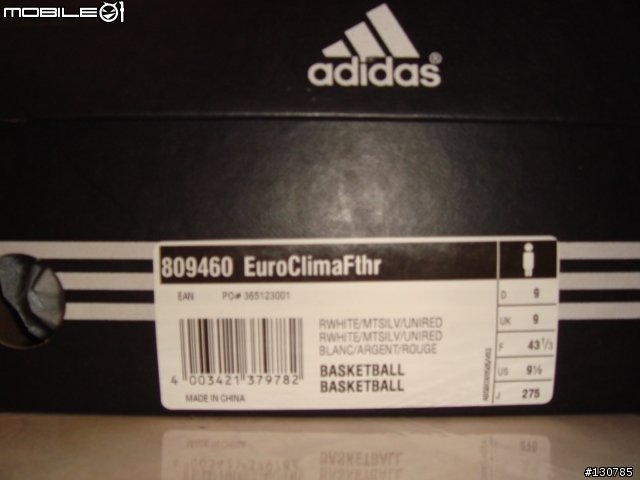 MOBILE01
adidas®
809460 EuroClimaFthr
EAN PO# 365123001
RWHITE/MTSILV/UNIRED
RWHITE/MTSILV/UNIRED
BLANC/ARGENT/ROUGE
BASKETBALL
BASKETBALL
4 003421 379782
MADE IN CHINA
D 9
UK 9
F 43 1/3
US 9½
J 275
#130785